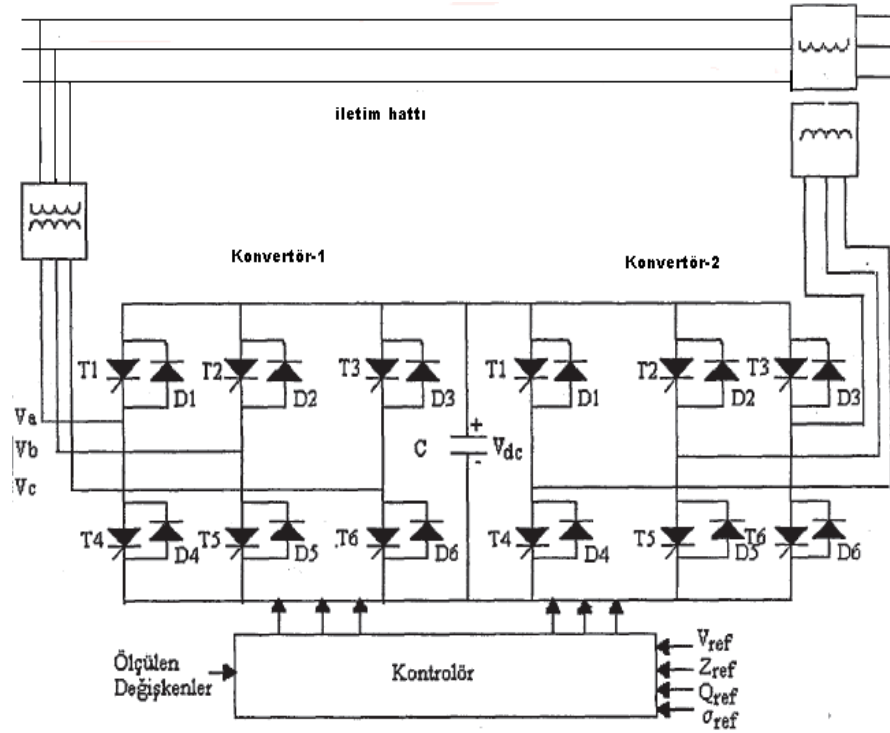 iletim hattı
Konvertör-1
Konvertör-2
T1
D1
T2
D2
T3
D3
T1
D1
T2
D2
T3
D3
Va
Vb
Vc
C
+
Vdc
-
T4
D4
T5
D5
T6
D6
T4
D4
T5
D5
T6
D6
Ölçülen
Değişkenler
Kontrolör
Vref
Zref
Qref
σref